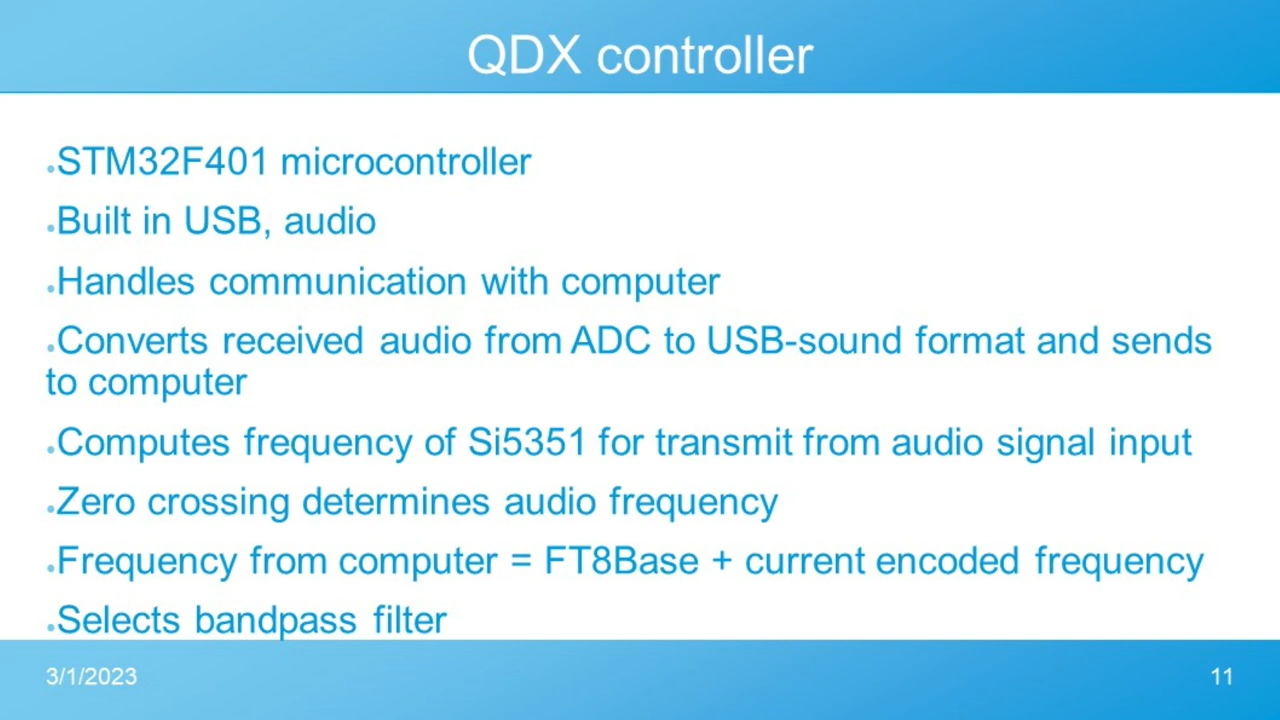 QDX controller
•STM32F401 microcontroller
•Built in USB, audio
•Handles communication with computer
•Converts received audio from ADC to USB-sound format and sends
to computer
•Computes frequency of Si5351 for transmit from audio signal input
•Zero crossing determines audio frequency
•Frequency from computer = FT8Base + current encoded frequency
•Selects bandpass filter
3/1/2023
11